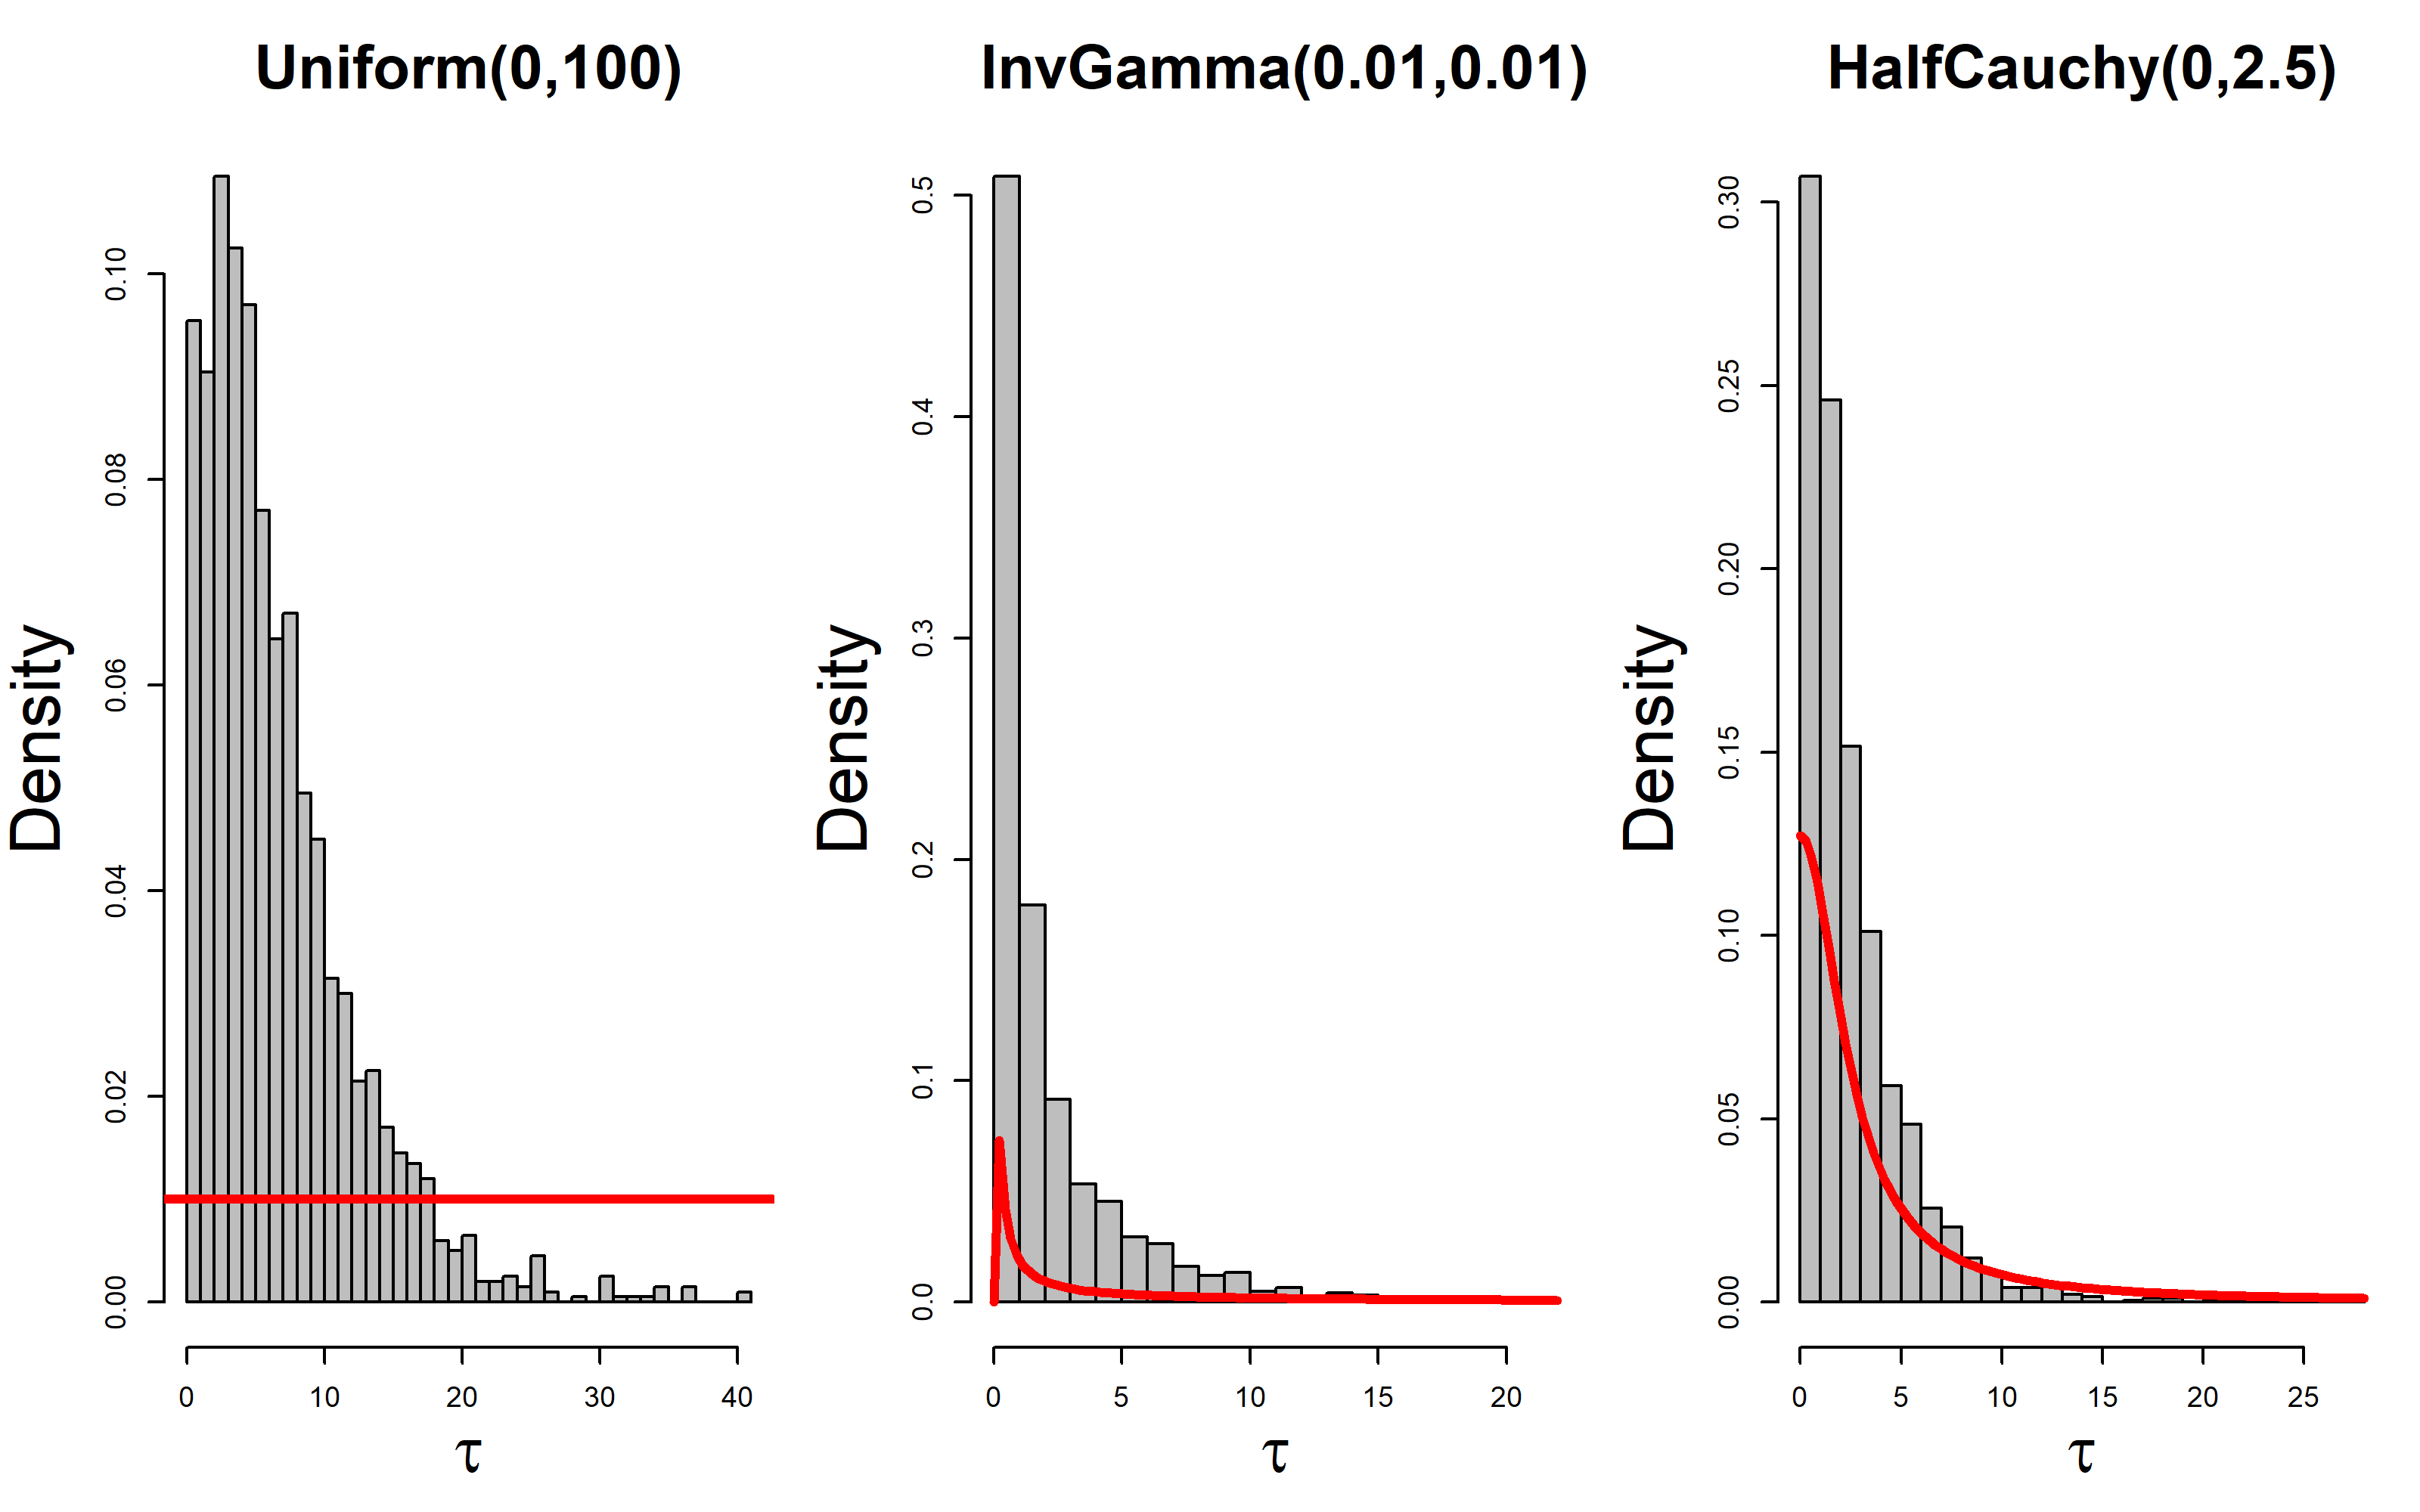 Uniform(0,100)
Density
0.00 0.02 0.04 0.06 0.08 0.10
0 10 20 30 40
τ
InvGamma(0.01,0.01)
Density
0.0 0.1 0.2 0.3 0.4 0.5
0 5 10 15 20
τ
HalfCauchy(0,2.5)
Density
0.00 0.05 0.10 0.15 0.20 0.25 0.30
0 5 10 15 20 25
τ